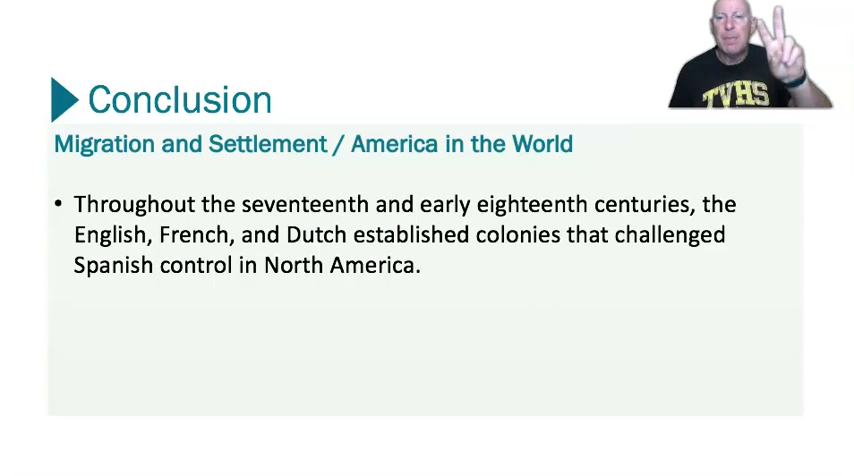 TVHS
Conclusion
Migration and Settlement / America in the World
• Throughout the seventeenth and early eighteenth centuries, the
English, French, and Dutch established colonies that challenged
Spanish control in North America.